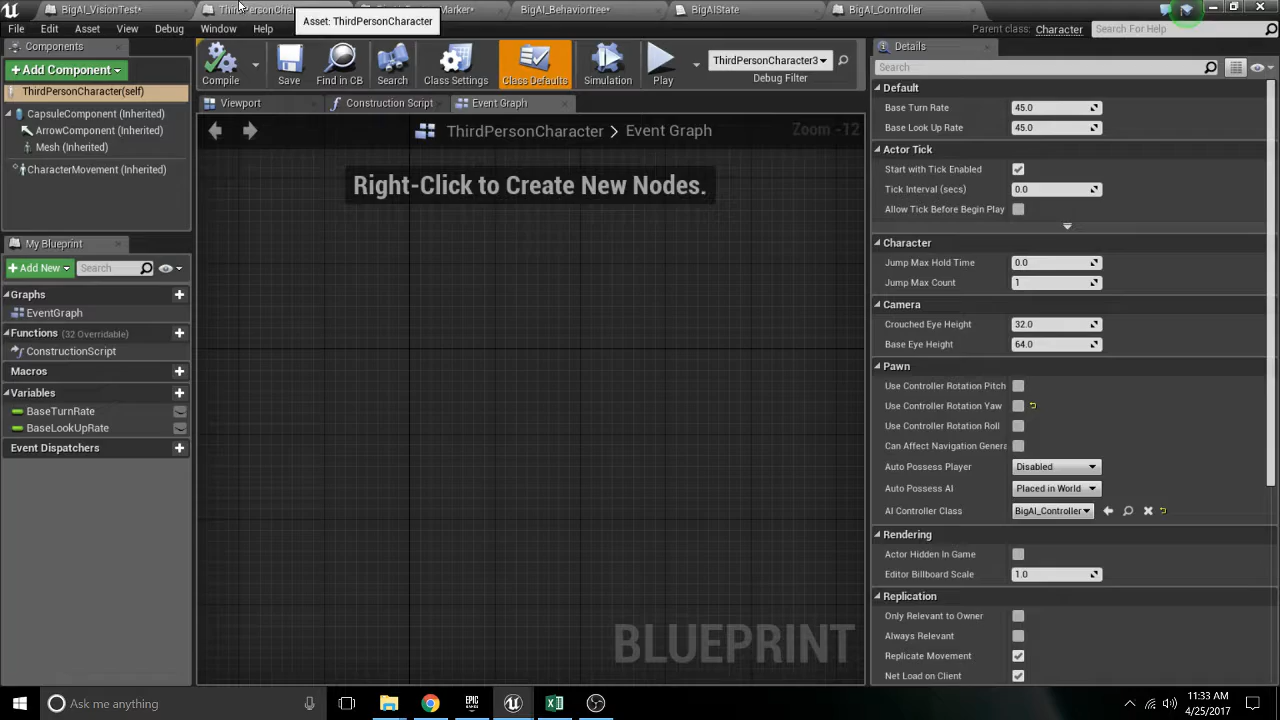 BigAI_VisionTest*
ThirdPersonChar
Marker*
BigAI_Behaviortree*
BigAIState
BigAI_Controller
File Edit Asset View Debug Window Help
Asset: ThirdPersonCharacter
Parent class: Character
Search For Help
Components
Add Component
ThirdPersonCharacter(self)
CapsuleComponent (Inherited)
ArrowComponent (Inherited)
Mesh (Inherited)
CharacterMovement (Inherited)
My Blueprint
Add New
Search
Graphs
EventGraph
Functions (32 Overridable)
ConstructionScript
Macros
Variables
BaseTurnRate
BaseLookUpRate
Event Dispatchers
Compile Save Find in CB Search Class Settings Class Defaults Simulation Play
ThirdPersonCharacter3
Debug Filter
Viewport Construction Script Event Graph
ThirdPersonCharacter > Event Graph
Zoom -12
Right-Click to Create New Nodes.
BLUEPRINT
Details
Search
Default
Base Turn Rate 45.0
Base Look Up Rate 45.0
Actor Tick
Start with Tick Enabled
Tick Interval (secs) 0.0
Allow Tick Before Begin Play
Character
Jump Max Hold Time 0.0
Jump Max Count 1
Camera
Crouched Eye Height 32.0
Base Eye Height 64.0
Pawn
Use Controller Rotation Pitch
Use Controller Rotation Yaw
Use Controller Rotation Roll
Can Affect Navigation Genera
Auto Possess Player Disabled
Auto Possess AI Placed in World
AI Controller Class BigAI_Controller
Rendering
Actor Hidden In Game
Editor Billboard Scale 1.0
Replication
Only Relevant to Owner
Always Relevant
Replicate Movement
Net Load on Client
Ask me anything
11:33 AM
4/25/2017